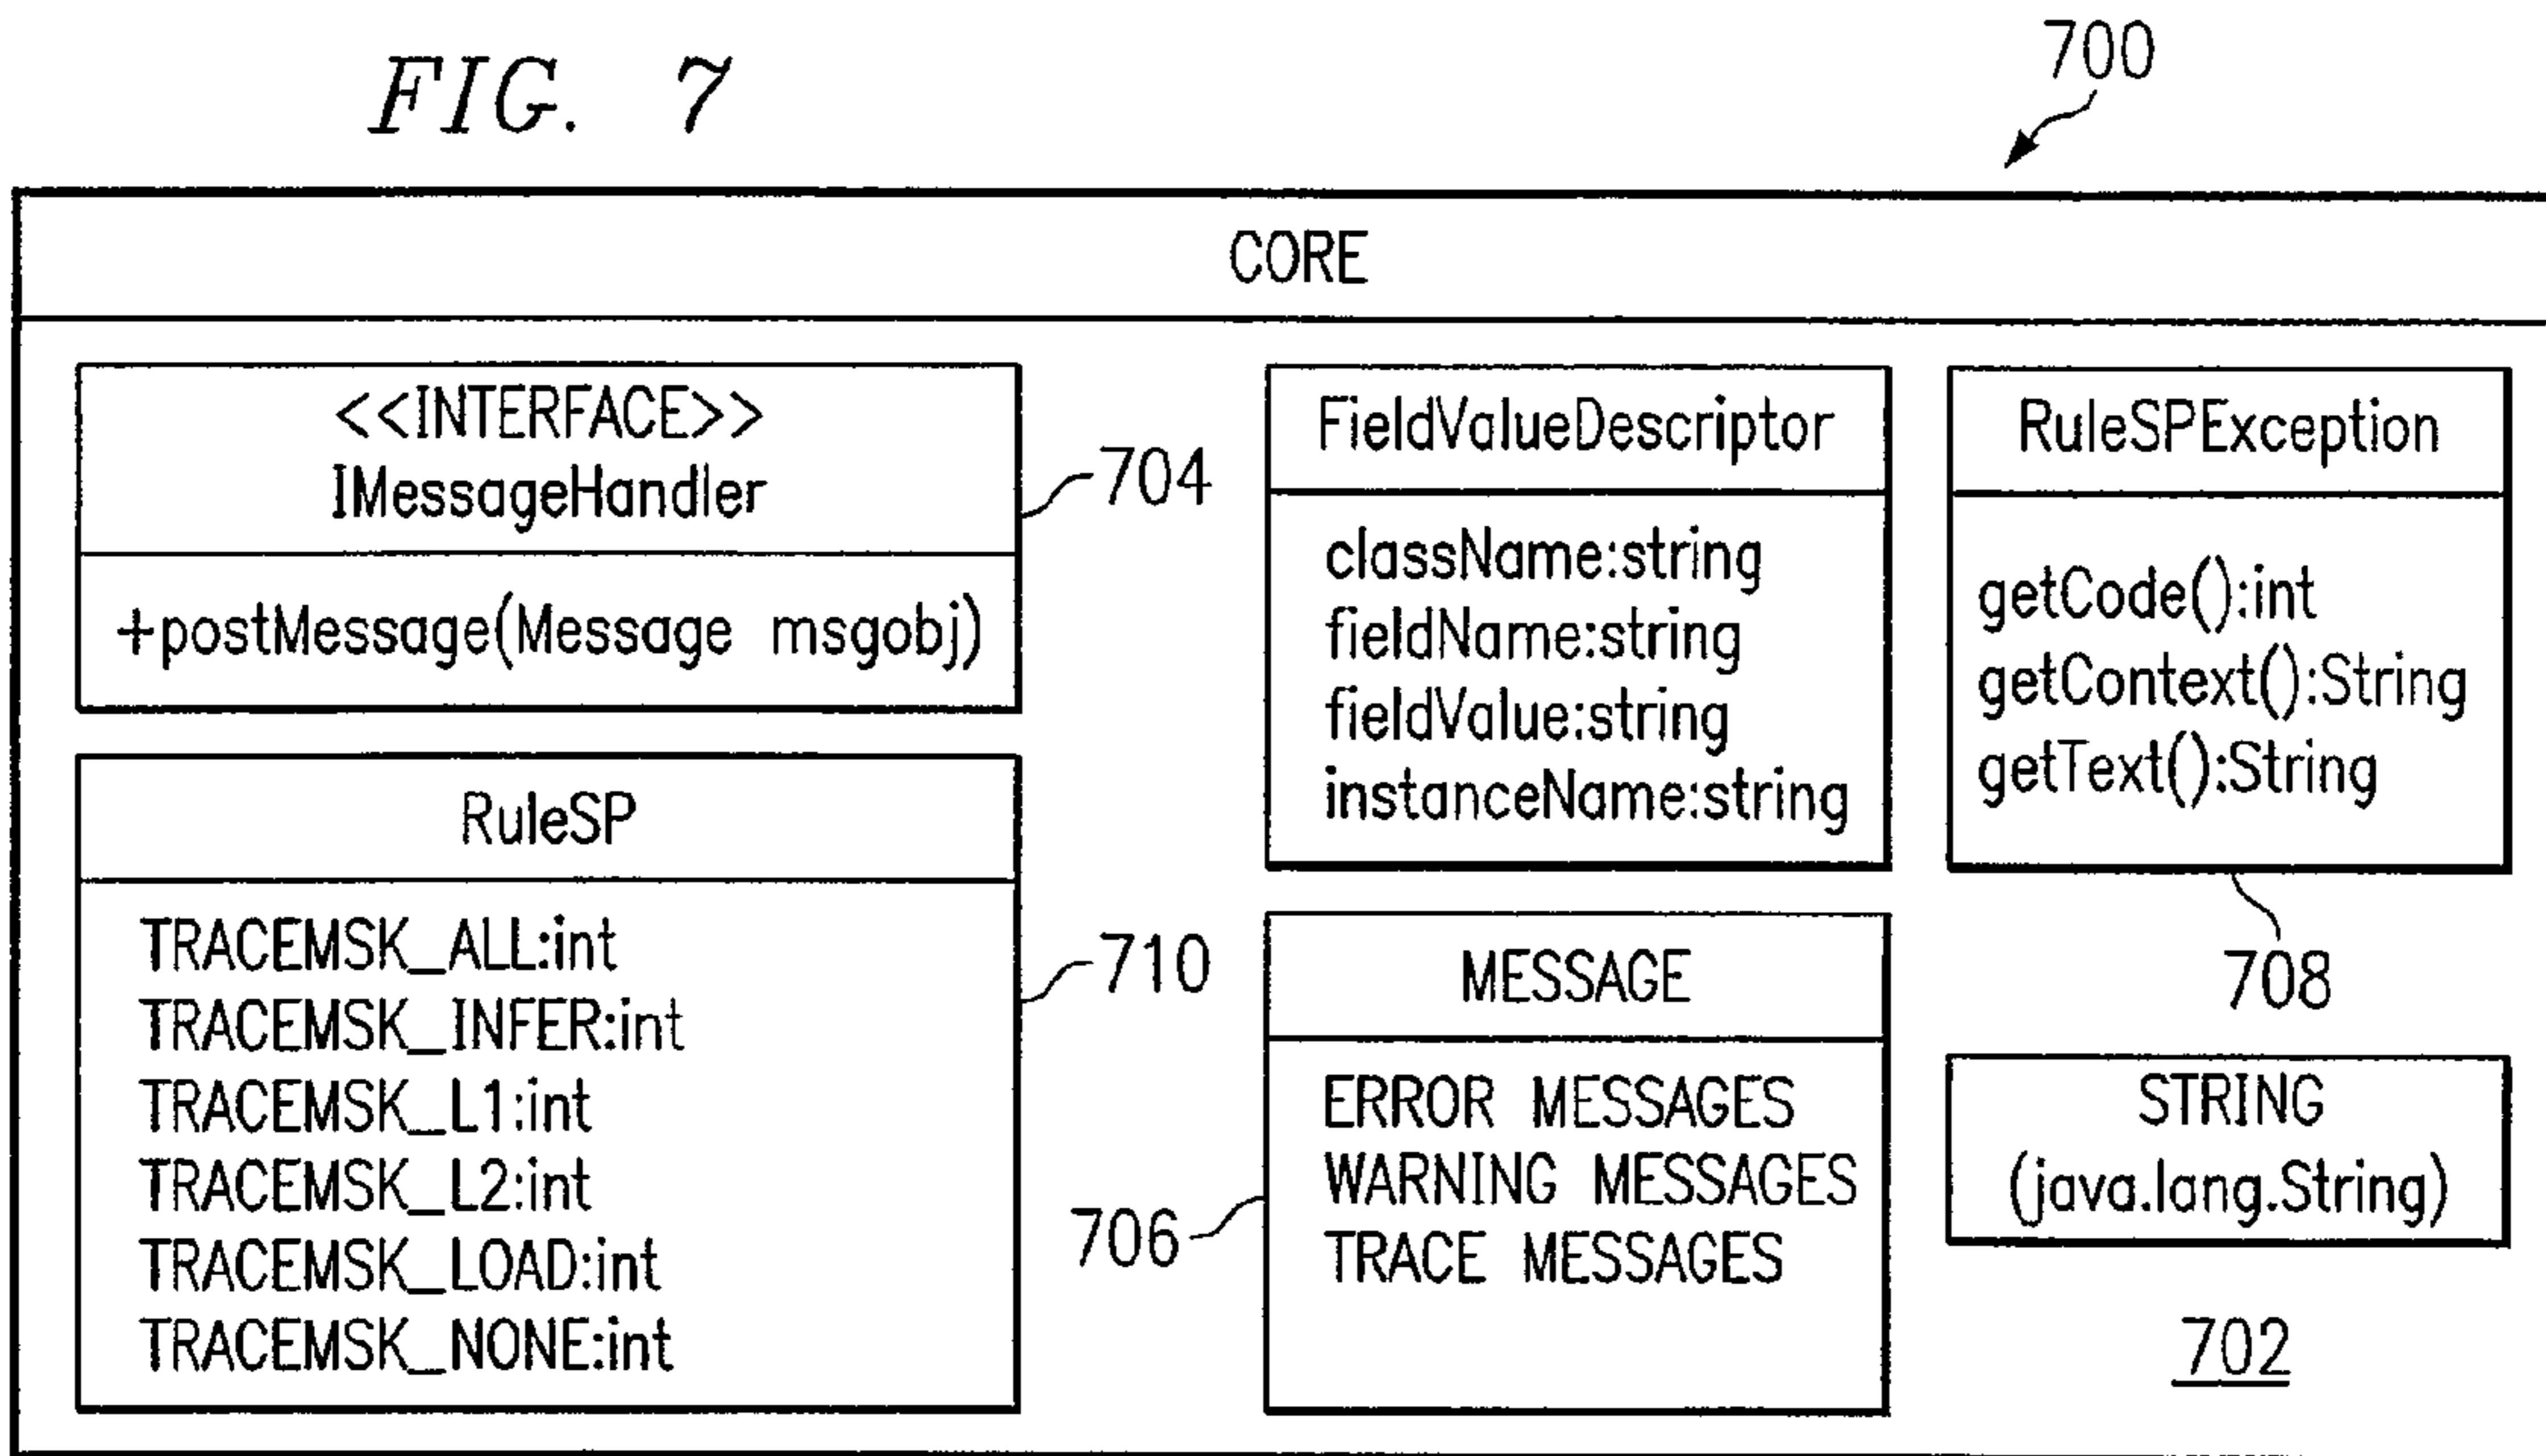 FIG. 7
700
CORE
<<INTERFACE>>
IMessageHandler
+postMessage(Message msgobj)
704
RuleSP
TRACEMSK_ALL:int
TRACEMSK_INFER:int
TRACEMSK_L1:int
TRACEMSK_L2:int
TRACEMSK_LOAD:int
TRACEMSK_NONE:int
710
FieldValueDescriptor
className:string
fieldName:string
fieldValue:string
instanceName:string
MESSAGE
ERROR MESSAGES
WARNING MESSAGES
TRACE MESSAGES
706
RuleSPException
getCode():int
getContext():String
getText():String
708
STRING
(java.lang.String)
702